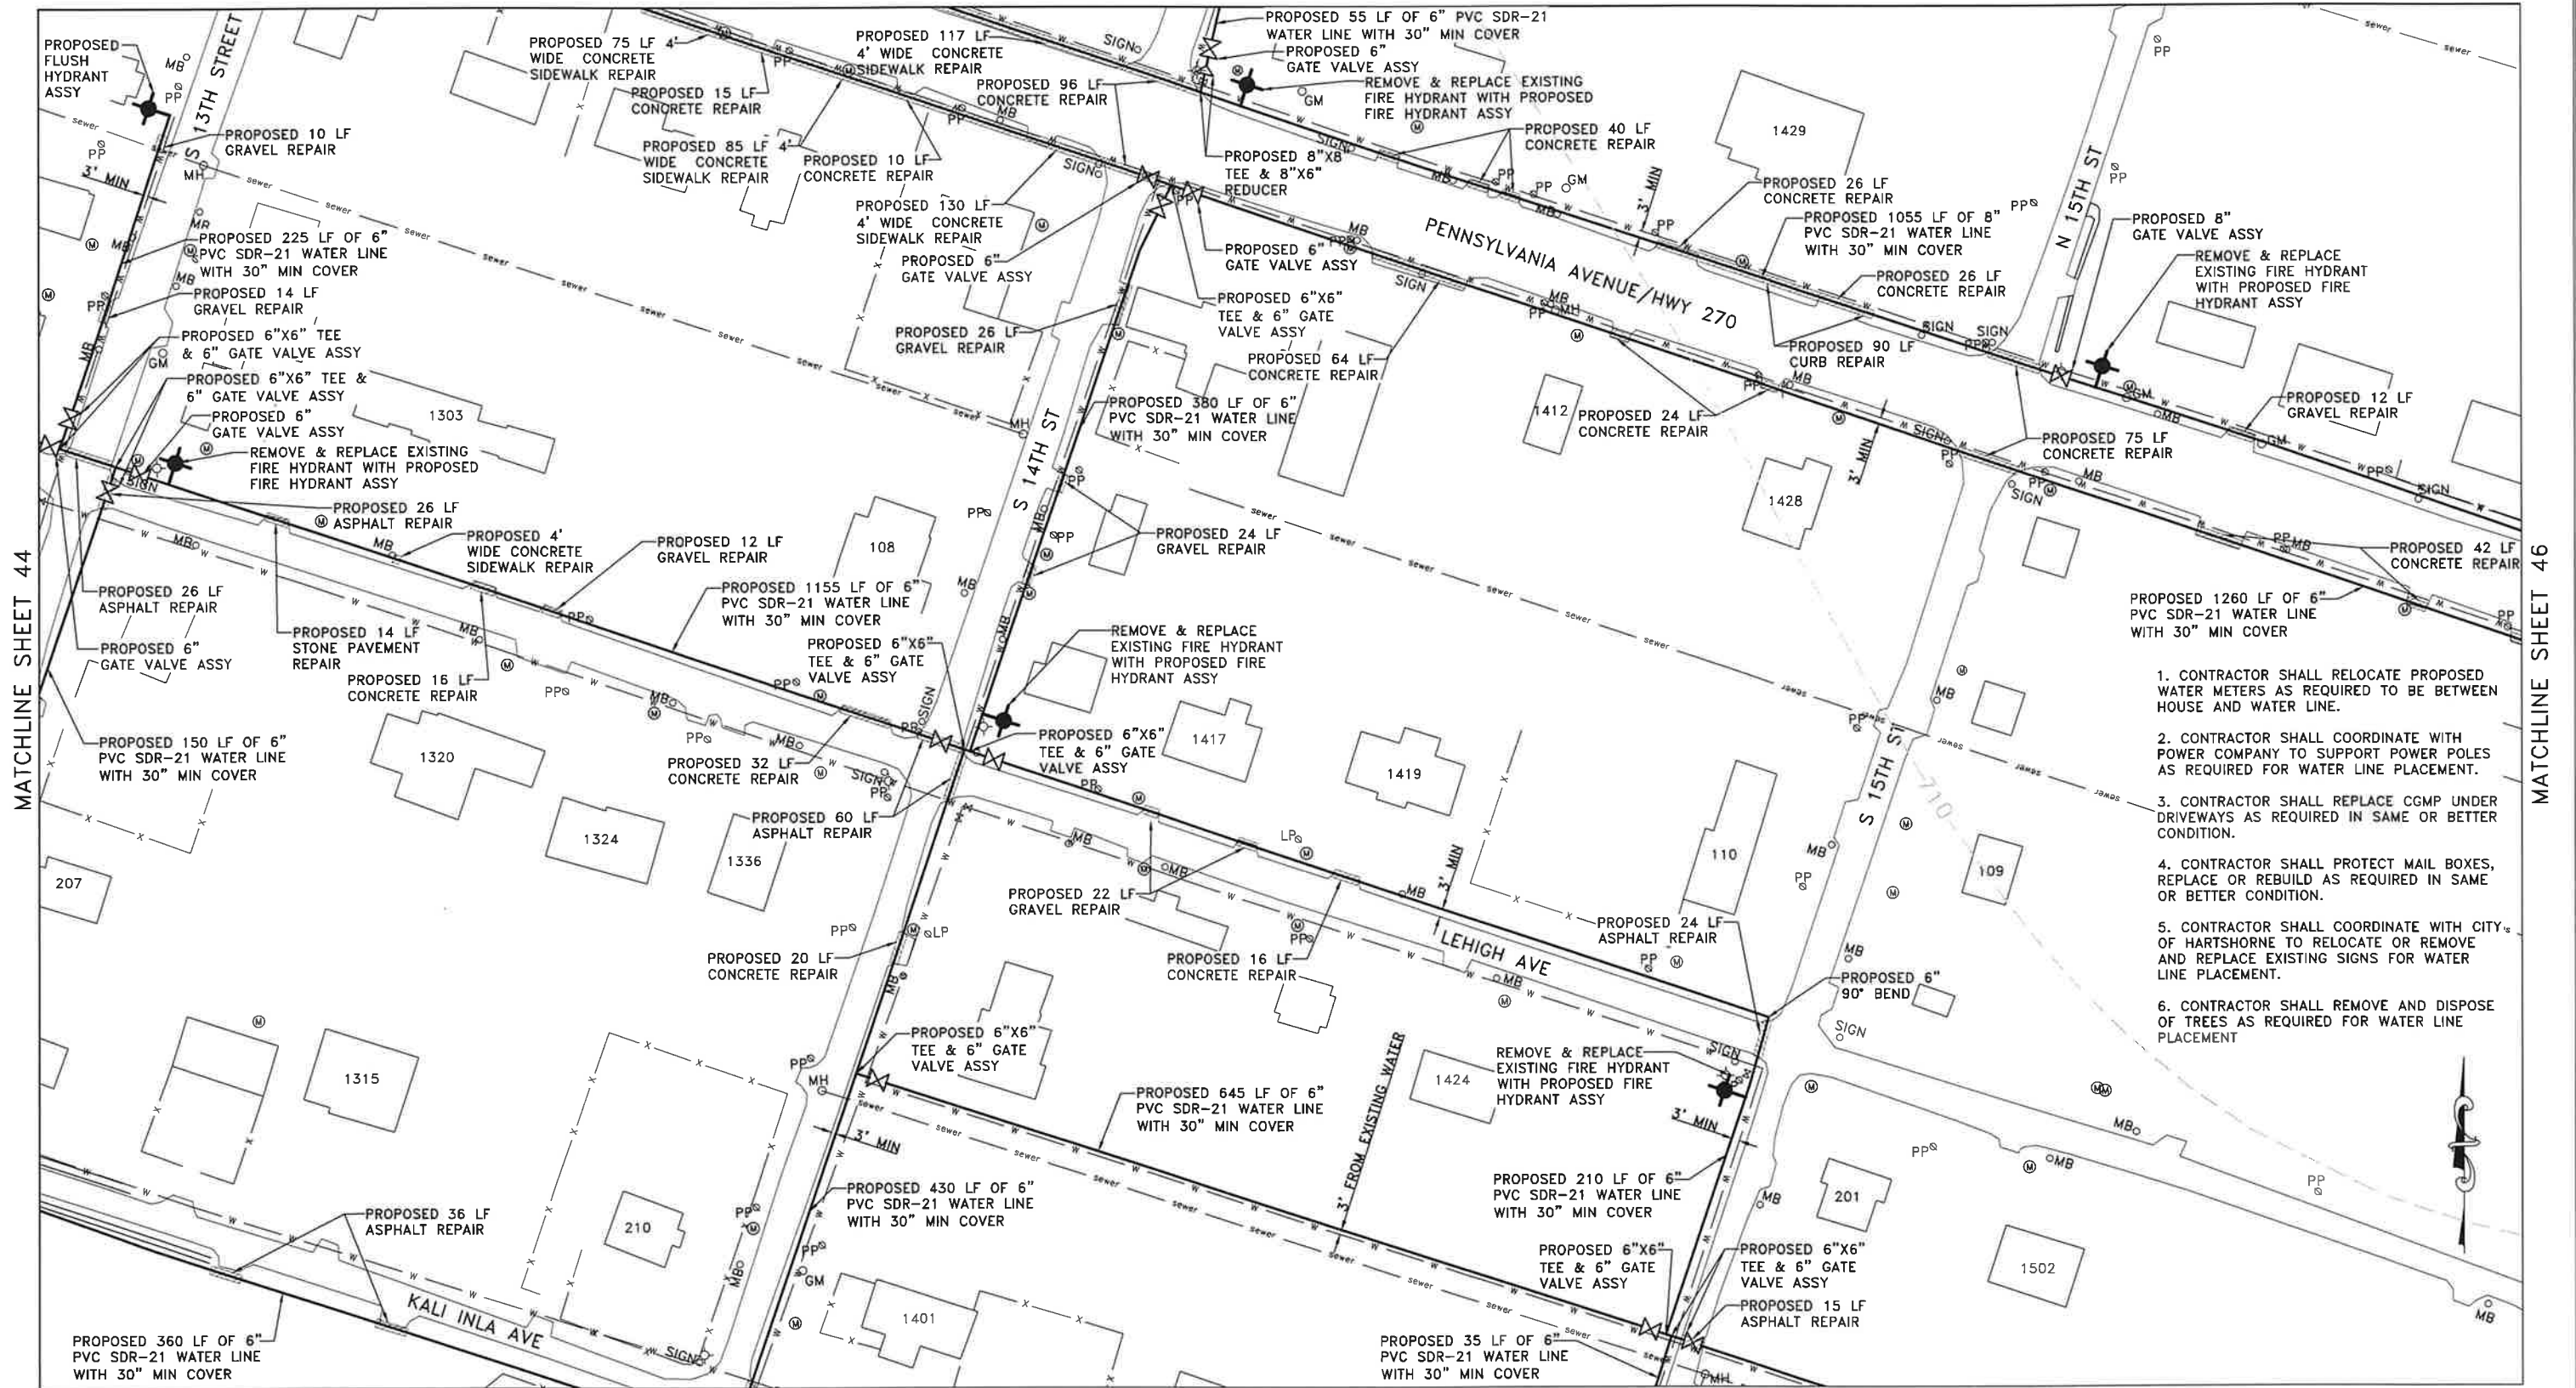 PROPOSED
FLUSH
HYDRANT
ASSY
MB
PP
S 13TH STREET
PROPOSED 75 LF 4'
WIDE CONCRETE
SIDEWALK REPAIR
PROPOSED 117 LF
4' WIDE CONCRETE
SIDEWALK REPAIR
PROPOSED 15 LF
CONCRETE REPAIR
PROPOSED 96 LF
CONCRETE REPAIR
SIGN
PROPOSED 55 LF OF 6" PVC SDR-21
WATER LINE WITH 30" MIN COVER
PROPOSED 6"
GATE VALVE ASSY
REMOVE & REPLACE EXISTING
FIRE HYDRANT WITH PROPOSED
FIRE HYDRANT ASSY
GM
PROPOSED 40 LF
CONCRETE REPAIR
1429
N 15TH ST
PP
sewer
sewer
PROPOSED 10 LF
GRAVEL REPAIR
3' MIN
MH
sewer
PROPOSED 85 LF 4'
WIDE CONCRETE
SIDEWALK REPAIR
PROPOSED 10 LF
CONCRETE REPAIR
PROPOSED 8"X8
TEE & 8"X6"
REDUCER
PROPOSED 130 LF
4' WIDE CONCRETE
SIDEWALK REPAIR
PROPOSED 6"
GATE VALVE ASSY
PROPOSED 6"
GATE VALVE ASSY
PENNSYLVANIA AVENUE/HWY 270
3' MIN
PROPOSED 26 LF
CONCRETE REPAIR
PROPOSED 1055 LF OF 8"
PVC SDR-21 WATER LINE
WITH 30" MIN COVER
PROPOSED 26 LF
CONCRETE REPAIR
PROPOSED 8"
GATE VALVE ASSY
REMOVE & REPLACE
EXISTING FIRE HYDRANT
WITH PROPOSED FIRE
HYDRANT ASSY
PROPOSED 225 LF OF 6"
PVC SDR-21 WATER LINE
WITH 30" MIN COVER
PROPOSED 14 LF
GRAVEL REPAIR
PROPOSED 6"X6" TEE
& 6" GATE VALVE ASSY
PROPOSED 6"X6" TEE &
6" GATE VALVE ASSY
PROPOSED 6"
GATE VALVE ASSY
REMOVE & REPLACE EXISTING
FIRE HYDRANT WITH PROPOSED
FIRE HYDRANT ASSY
1303
PROPOSED 26 LF
GRAVEL REPAIR
PROPOSED 6"X6"
TEE & 6" GATE
VALVE ASSY
PROPOSED 64 LF
CONCRETE REPAIR
PROPOSED 380 LF OF 6"
PVC SDR-21 WATER LINE
WITH 30" MIN COVER
S 14TH ST
PROPOSED 24 LF
GRAVEL REPAIR
1412
PROPOSED 24 LF
CONCRETE REPAIR
PROPOSED 90 LF
CURB REPAIR
1428
3' MIN
PROPOSED 75 LF
CONCRETE REPAIR
PROPOSED 12 LF
GRAVEL REPAIR
PROPOSED 42 LF
CONCRETE REPAIR
PROPOSED 1260 LF OF 6"
PVC SDR-21 WATER LINE
WITH 30" MIN COVER
MATCHLINE SHEET 44
MATCHLINE SHEET 46
PROPOSED 26 LF
ASPHALT REPAIR
PROPOSED 4'
WIDE CONCRETE
SIDEWALK REPAIR
PROPOSED 12 LF
GRAVEL REPAIR
108
PROPOSED 1155 LF OF 6"
PVC SDR-21 WATER LINE
WITH 30" MIN COVER
PROPOSED 26 LF
ASPHALT REPAIR
PROPOSED 6"
GATE VALVE ASSY
PROPOSED 14 LF
STONE PAVEMENT
REPAIR
PROPOSED 16 LF
CONCRETE REPAIR
PROPOSED 6"X6"
TEE & 6" GATE
VALVE ASSY
REMOVE & REPLACE
EXISTING FIRE HYDRANT
WITH PROPOSED FIRE
HYDRANT ASSY
PROPOSED 150 LF OF 6"
PVC SDR-21 WATER LINE
WITH 30" MIN COVER
1320
PROPOSED 32 LF
CONCRETE REPAIR
PROPOSED 6"X6"
TEE & 6" GATE
VALVE ASSY
1417
1419
S 15TH ST
710
1. CONTRACTOR SHALL RELOCATE PROPOSED
WATER METERS AS REQUIRED TO BE BETWEEN
HOUSE AND WATER LINE.
2. CONTRACTOR SHALL COORDINATE WITH
POWER COMPANY TO SUPPORT POWER POLES
AS REQUIRED FOR WATER LINE PLACEMENT.
3. CONTRACTOR SHALL REPLACE CGMP UNDER
DRIVEWAYS AS REQUIRED IN SAME OR BETTER
CONDITION.
4. CONTRACTOR SHALL PROTECT MAIL BOXES,
REPLACE OR REBUILD AS REQUIRED IN SAME
OR BETTER CONDITION.
5. CONTRACTOR SHALL COORDINATE WITH CITY
OF HARTSHORNE TO RELOCATE OR REMOVE
AND REPLACE EXISTING SIGNS FOR WATER
LINE PLACEMENT.
6. CONTRACTOR SHALL REMOVE AND DISPOSE
OF TREES AS REQUIRED FOR WATER LINE
PLACEMENT
207
1324
1336
PROPOSED 60 LF
ASPHALT REPAIR
PROPOSED 22 LF
GRAVEL REPAIR
LP
3' MIN
110
109
PROPOSED 20 LF
CONCRETE REPAIR
LP
PROPOSED 16 LF
CONCRETE REPAIR
LEHIGH AVE
PROPOSED 24 LF
ASPHALT REPAIR
PROPOSED 6"
90° BEND
SIGN
1315
PROPOSED 6"X6"
TEE & 6" GATE
VALVE ASSY
MH
3' MIN
PROPOSED 645 LF OF 6"
PVC SDR-21 WATER LINE
WITH 30" MIN COVER
3' FROM EXISTING WATER
1424
REMOVE & REPLACE
EXISTING FIRE HYDRANT
WITH PROPOSED FIRE
HYDRANT ASSY
3' MIN
PROPOSED 36 LF
ASPHALT REPAIR
210
PROPOSED 430 LF OF 6"
PVC SDR-21 WATER LINE
WITH 30" MIN COVER
GM
1401
PROPOSED 210 LF OF 6"
PVC SDR-21 WATER LINE
WITH 30" MIN COVER
201
1502
PROPOSED 6"X6"
TEE & 6" GATE
VALVE ASSY
PROPOSED 6"X6"
TEE & 6" GATE
VALVE ASSY
PROPOSED 15 LF
ASPHALT REPAIR
KALI INLA AVE
SIGN
PROPOSED 360 LF OF 6"
PVC SDR-21 WATER LINE
WITH 30" MIN COVER
PROPOSED 35 LF OF 6"
PVC SDR-21 WATER LINE
WITH 30" MIN COVER
MH
MB